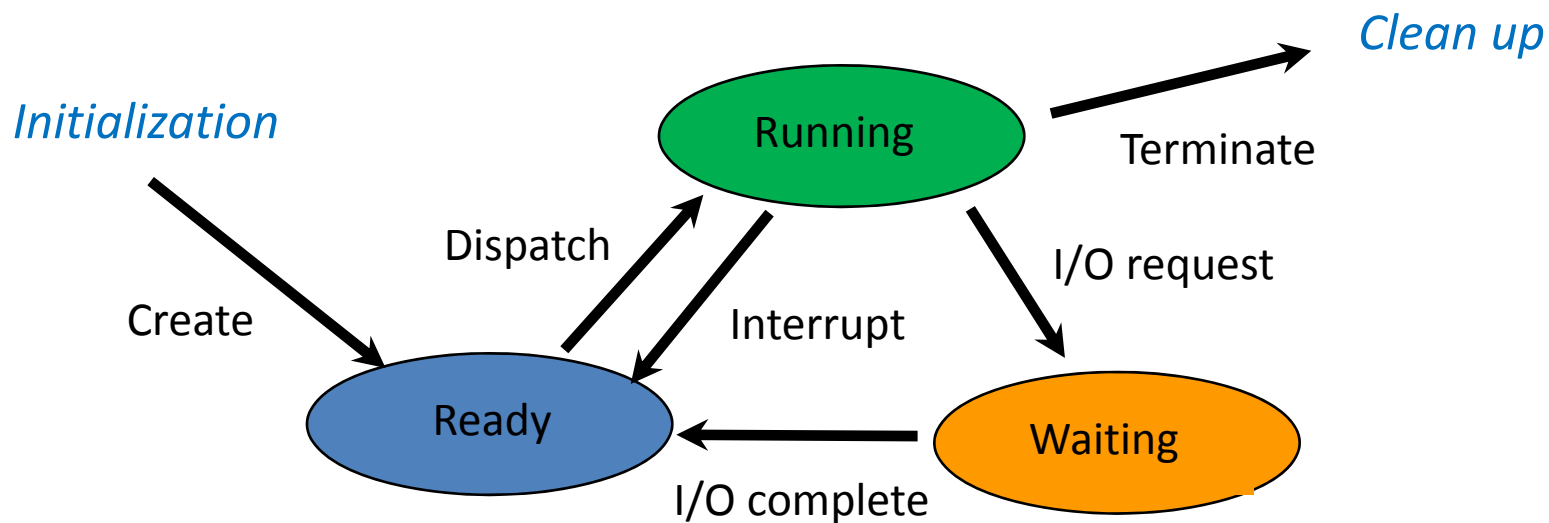 Clean up
Initialization
Running
Terminate
Dispatch
I/O request
Create
Interrupt
Ready
Waiting
I/O complete